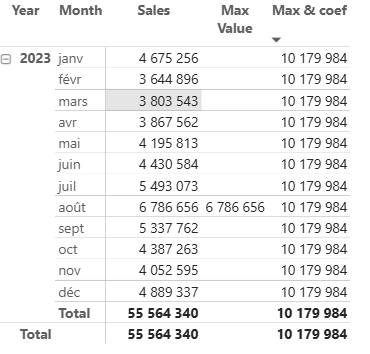 Year Month Sales Max Value Max & coef
2023 janv 4 675 256 10 179 984
févr 3 644 896 10 179 984
mars 3 803 543 10 179 984
avr 3 867 562 10 179 984
mai 4 195 813 10 179 984
juin 4 430 584 10 179 984
juil 5 493 073 10 179 984
août 6 786 656 6 786 656 10 179 984
sept 5 337 762 10 179 984
oct 4 387 263 10 179 984
nov 4 052 595 10 179 984
déc 4 889 337 10 179 984
Total 55 564 340 10 179 984
Total 55 564 340 10 179 984